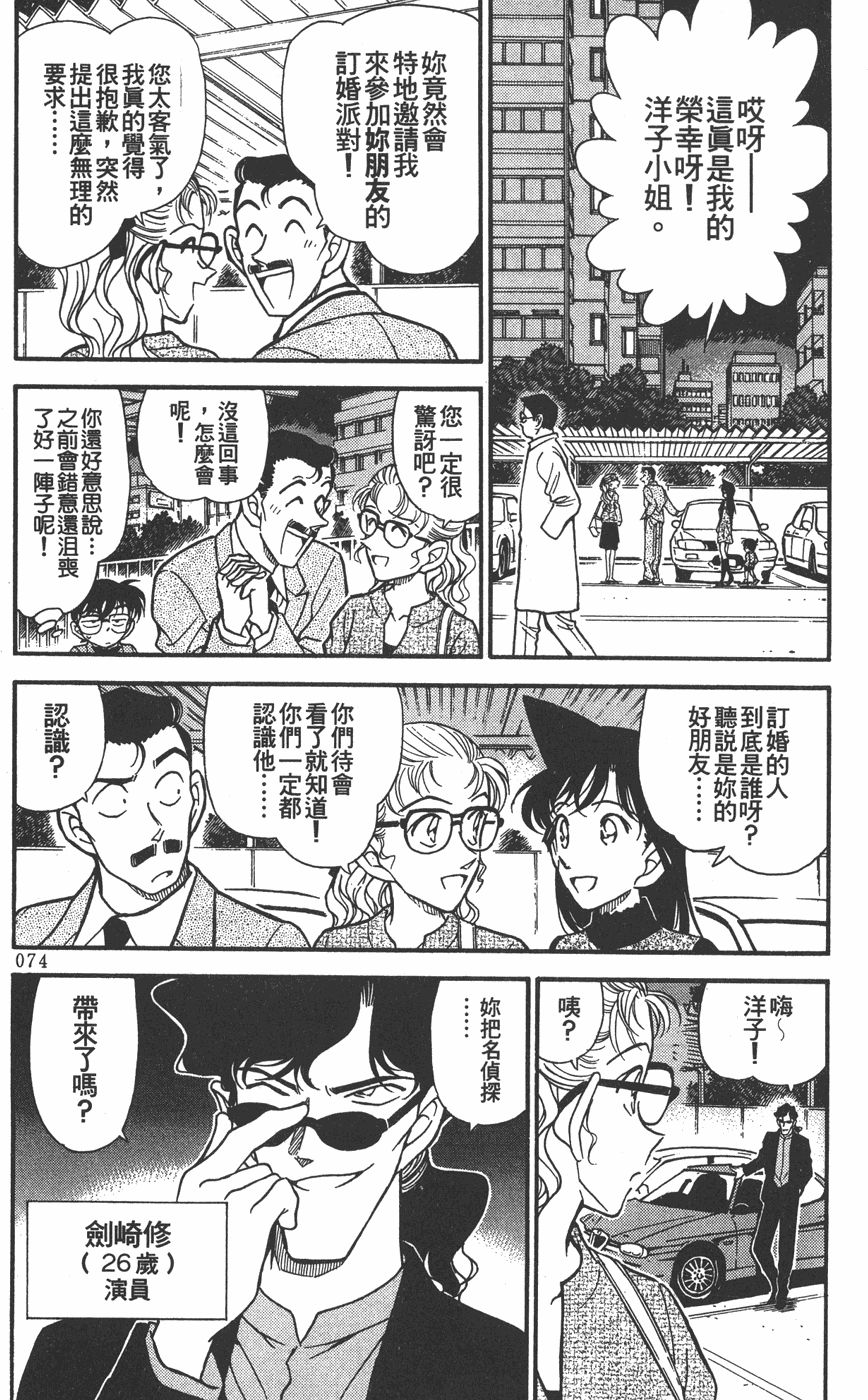 哎呀——
這眞是我的
榮幸呀！
洋子小姐。
妳竟然會
特地邀請我
來參加妳朋友的
訂婚派對！
您太客氣了，
我眞的覺得
很抱歉，突然
提出這麼無理的
要求……
您一定很
驚訝吧？
沒這回事
，怎麼會
呢！
你還好意思說…
之前會錯意還沮喪
了好一陣子呢！
訂婚的人
到底是誰呀？
聽說是妳的
好朋友……
你們待會
看了就知道！
你們一定都
認識他……
認識？
074
嗨～
洋子！
咦？
妳把名偵探
……
帶來了嗎？
劍崎修
（26歲）
演員